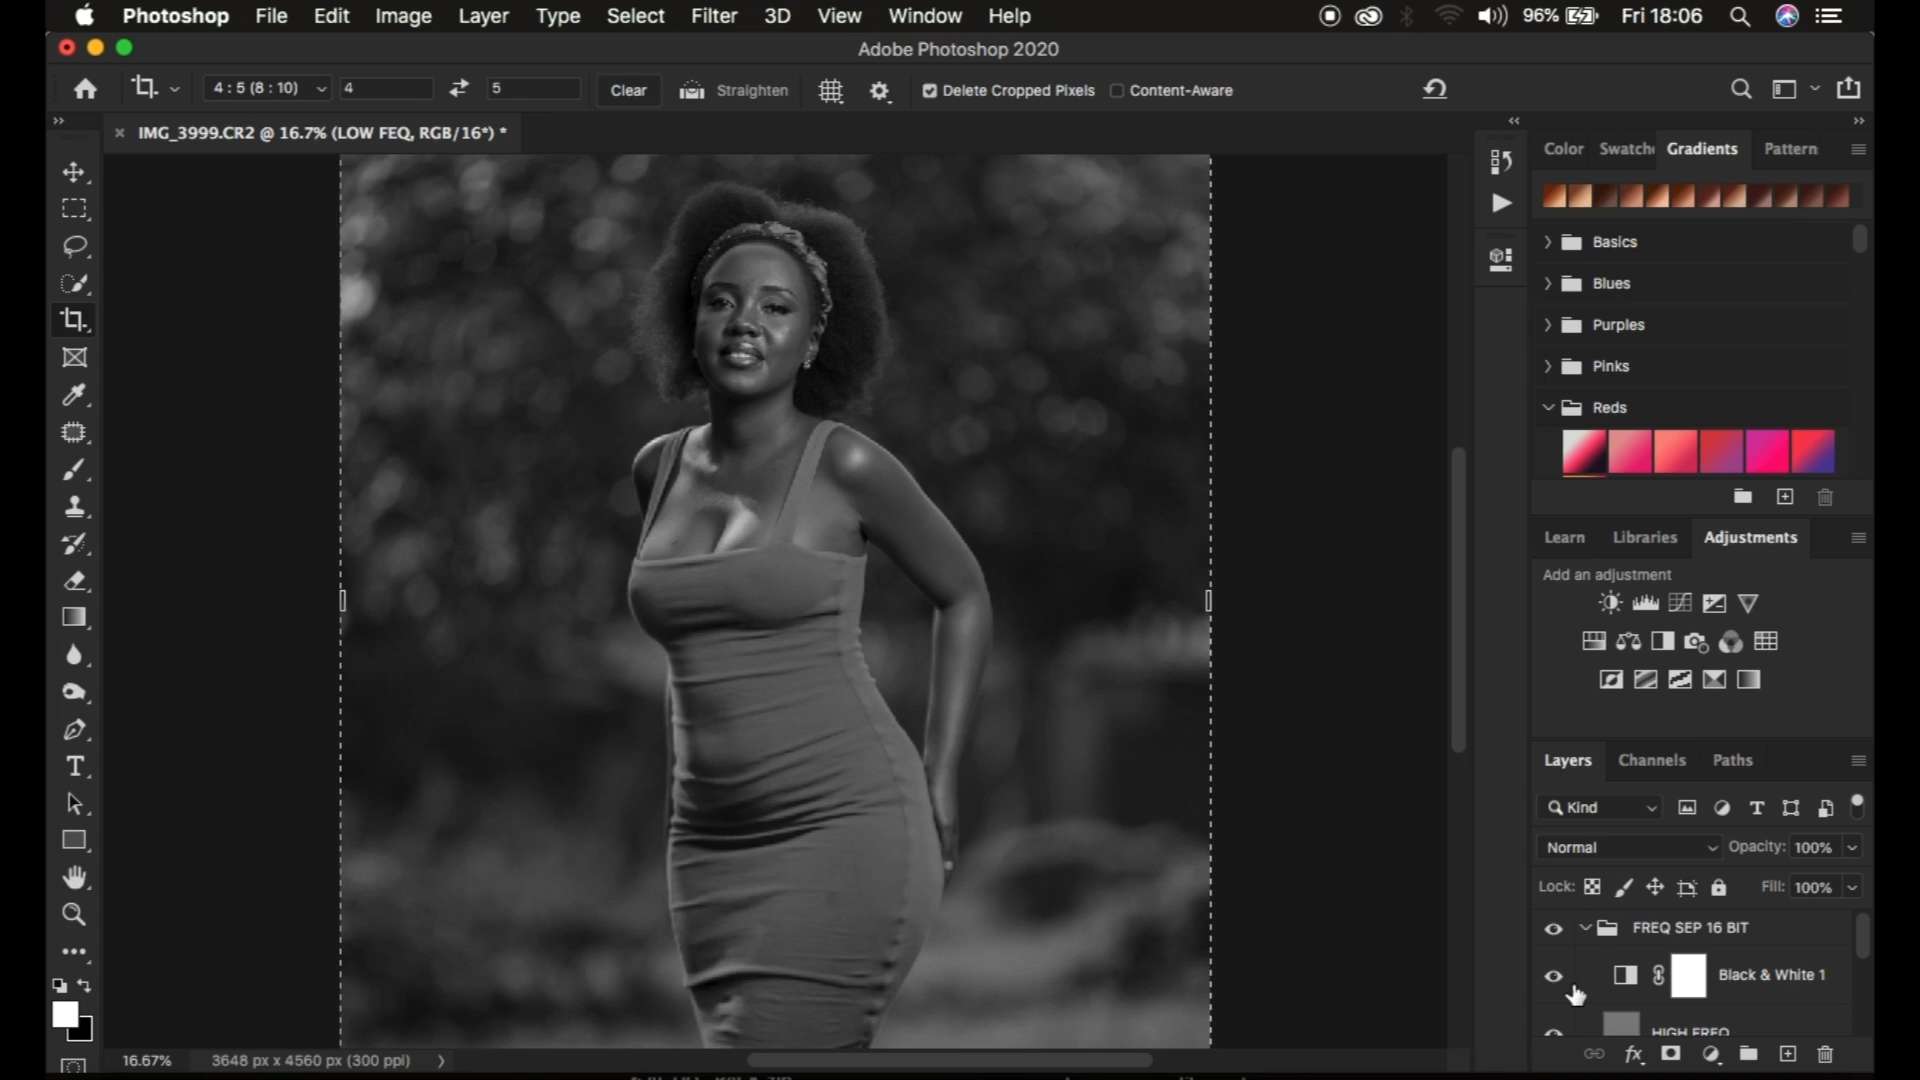 Photoshop File Edit Image Layer Type Select Filter 3D View Window Help 96% Fri 18:06
Adobe Photoshop 2020
4 : 5 (8 : 10) 4 5 Clear Straighten Delete Cropped Pixels Content-Aware
IMG_3999.CR2 @ 16.7% (LOW FEQ, RGB/16*) *
Color Swatche Gradients Pattern
Basics
Blues
Purples
Pinks
Reds
Learn Libraries Adjustments
Add an adjustment
Layers Channels Paths
Kind
Normal Opacity: 100%
Lock: Fill: 100%
FREQ SEP 16 BIT
Black & White 1
HIGH FREQ
16.67% 3648 px x 4560 px (300 ppi)